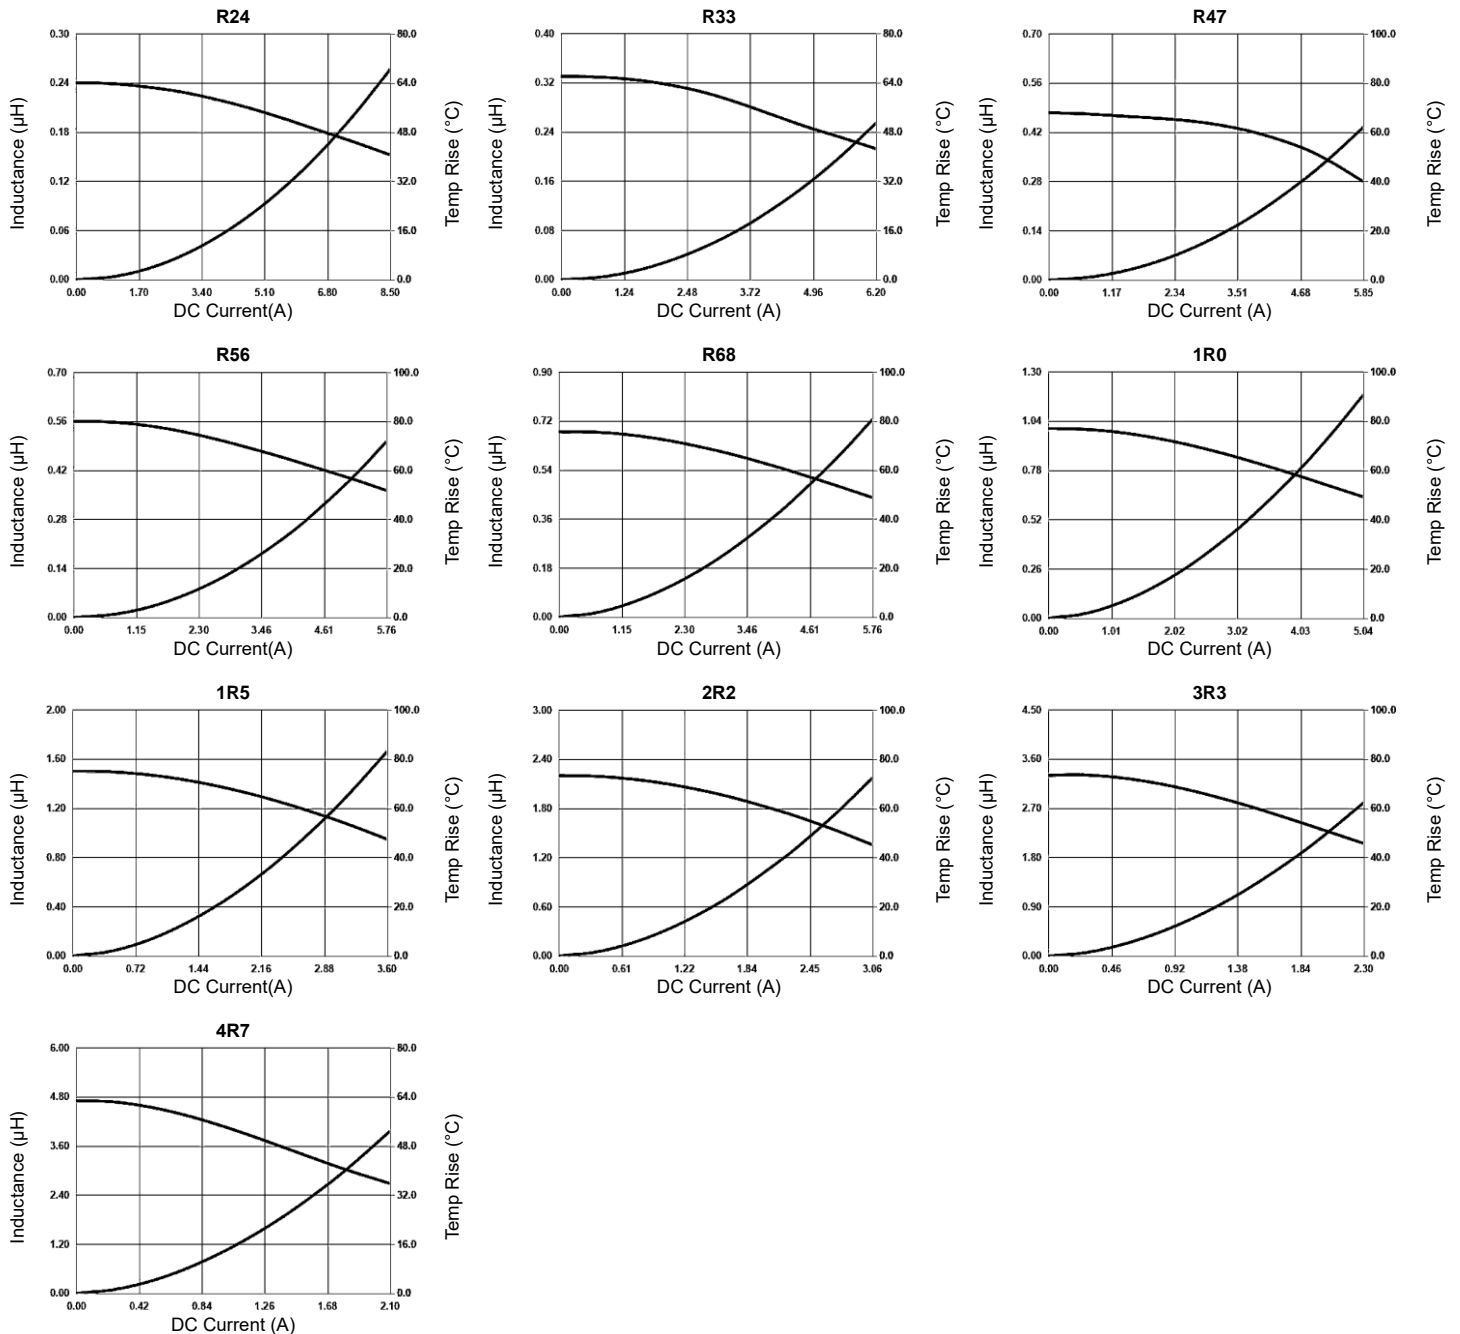 R24
0.30
0.24
0.18
0.12
0.06
0.00
80.0
64.0
48.0
32.0
16.0
0.0
0.00 1.70 3.40 5.10 6.80 8.50
Inductance (µH)
Temp Rise (°C)
DC Current(A)
R33
0.40
0.32
0.24
0.16
0.08
0.00
80.0
64.0
48.0
32.0
16.0
0.0
0.00 1.24 2.48 3.72 4.96 6.20
Inductance (µH)
Temp Rise (°C)
DC Current (A)
R47
0.70
0.56
0.42
0.28
0.14
0.00
100.0
80.0
60.0
40.0
20.0
0.0
0.00 1.17 2.34 3.51 4.68 5.85
Inductance (µH)
Temp Rise (°C)
DC Current (A)
R56
0.70
0.56
0.42
0.28
0.14
0.00
100.0
80.0
60.0
40.0
20.0
0.0
0.00 1.15 2.30 3.46 4.61 5.76
Inductance (µH)
Temp Rise (°C)
DC Current(A)
R68
0.90
0.72
0.54
0.36
0.18
0.00
100.0
80.0
60.0
40.0
20.0
0.0
0.00 1.15 2.30 3.46 4.61 5.76
Inductance (µH)
Temp Rise (°C)
DC Current (A)
1R0
1.30
1.04
0.78
0.52
0.26
0.00
100.0
80.0
60.0
40.0
20.0
0.0
0.00 1.01 2.02 3.02 4.03 5.04
Inductance (µH)
Temp Rise (°C)
DC Current (A)
1R5
2.00
1.60
1.20
0.80
0.40
0.00
100.0
80.0
60.0
40.0
20.0
0.0
0.00 0.72 1.44 2.16 2.88 3.60
Inductance (µH)
Temp Rise (°C)
DC Current(A)
2R2
3.00
2.40
1.80
1.20
0.60
0.00
100.0
80.0
60.0
40.0
20.0
0.0
0.00 0.61 1.22 1.84 2.45 3.06
Inductance (µH)
Temp Rise (°C)
DC Current (A)
3R3
4.50
3.60
2.70
1.80
0.90
0.00
100.0
80.0
60.0
40.0
20.0
0.0
0.00 0.46 0.92 1.38 1.84 2.30
Inductance (µH)
Temp Rise (°C)
DC Current (A)
4R7
6.00
4.80
3.60
2.40
1.20
0.00
80.0
64.0
48.0
32.0
16.0
0.0
0.00 0.42 0.84 1.26 1.68 2.10
Inductance (µH)
Temp Rise (°C)
DC Current (A)